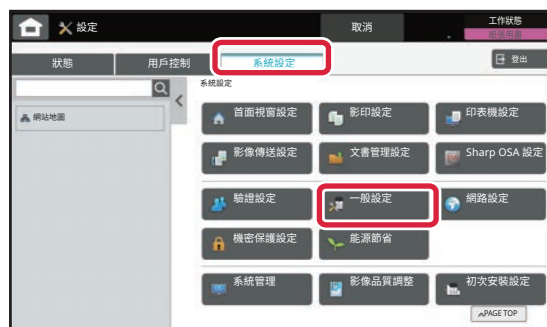 設定
取消
工作狀態
紙張用盡
狀態
用戶控制
系統設定
登出
網站地圖
系統設定
首面視窗設定
影印設定
印表機設定
影像傳送設定
文書管理設定
Sharp OSA 設定
驗證設定
一般設定
網路設定
機密保護設定
能源節省
系統管理
影像品質調整
初次安裝設定
PAGE TOP